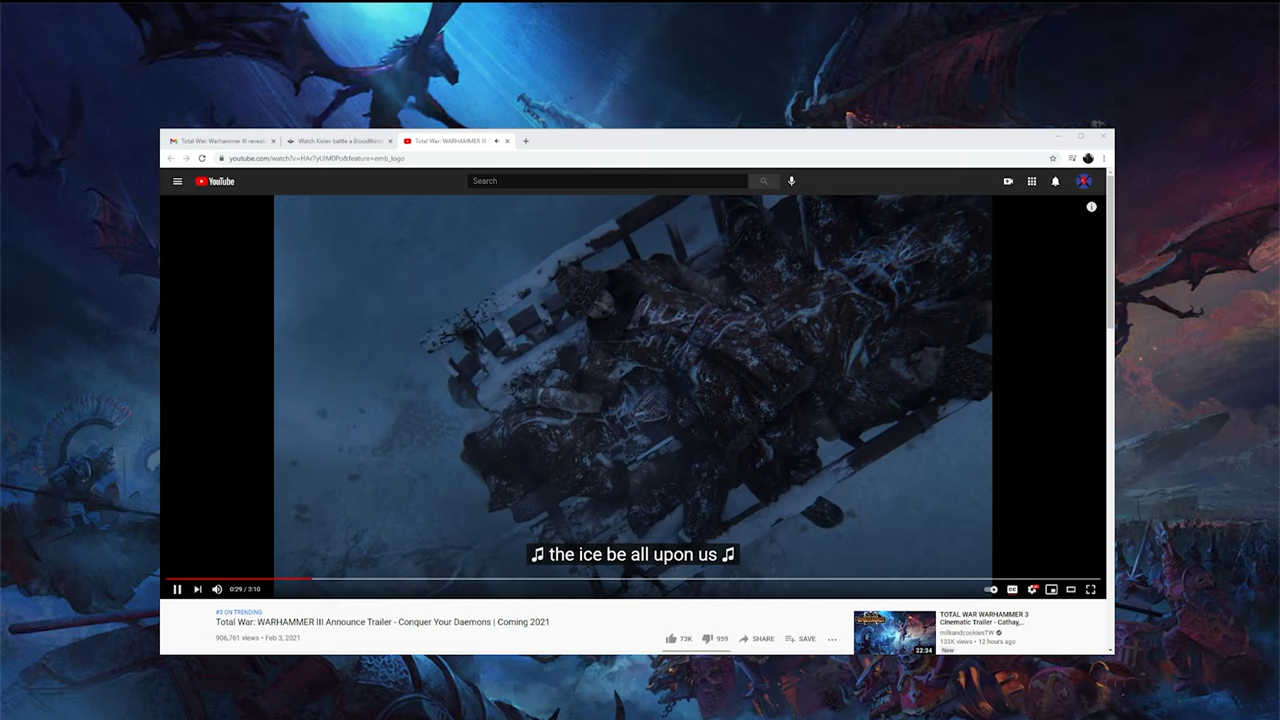 Total War: Warhammer III reveale
Watch Kislev battle a Bloodthirst
Total War: WARHAMMER III
youtube.com/watch?v=HAr7yUlM0Po&feature=emb_logo
YouTube
Search
♫ the ice be all upon us ♫
0:29 / 3:10
CC
#3 ON TRENDING
Total War: WARHAMMER III Announce Trailer - Conquer Your Daemons | Coming 2021
906,761 views • Feb 3, 2021
73K
959
SHARE
SAVE
22:34
TOTAL WAR WARHAMMER 3
Cinematic Trailer - Cathay,...
milkandcookiesTW
133K views • 12 hours ago
New